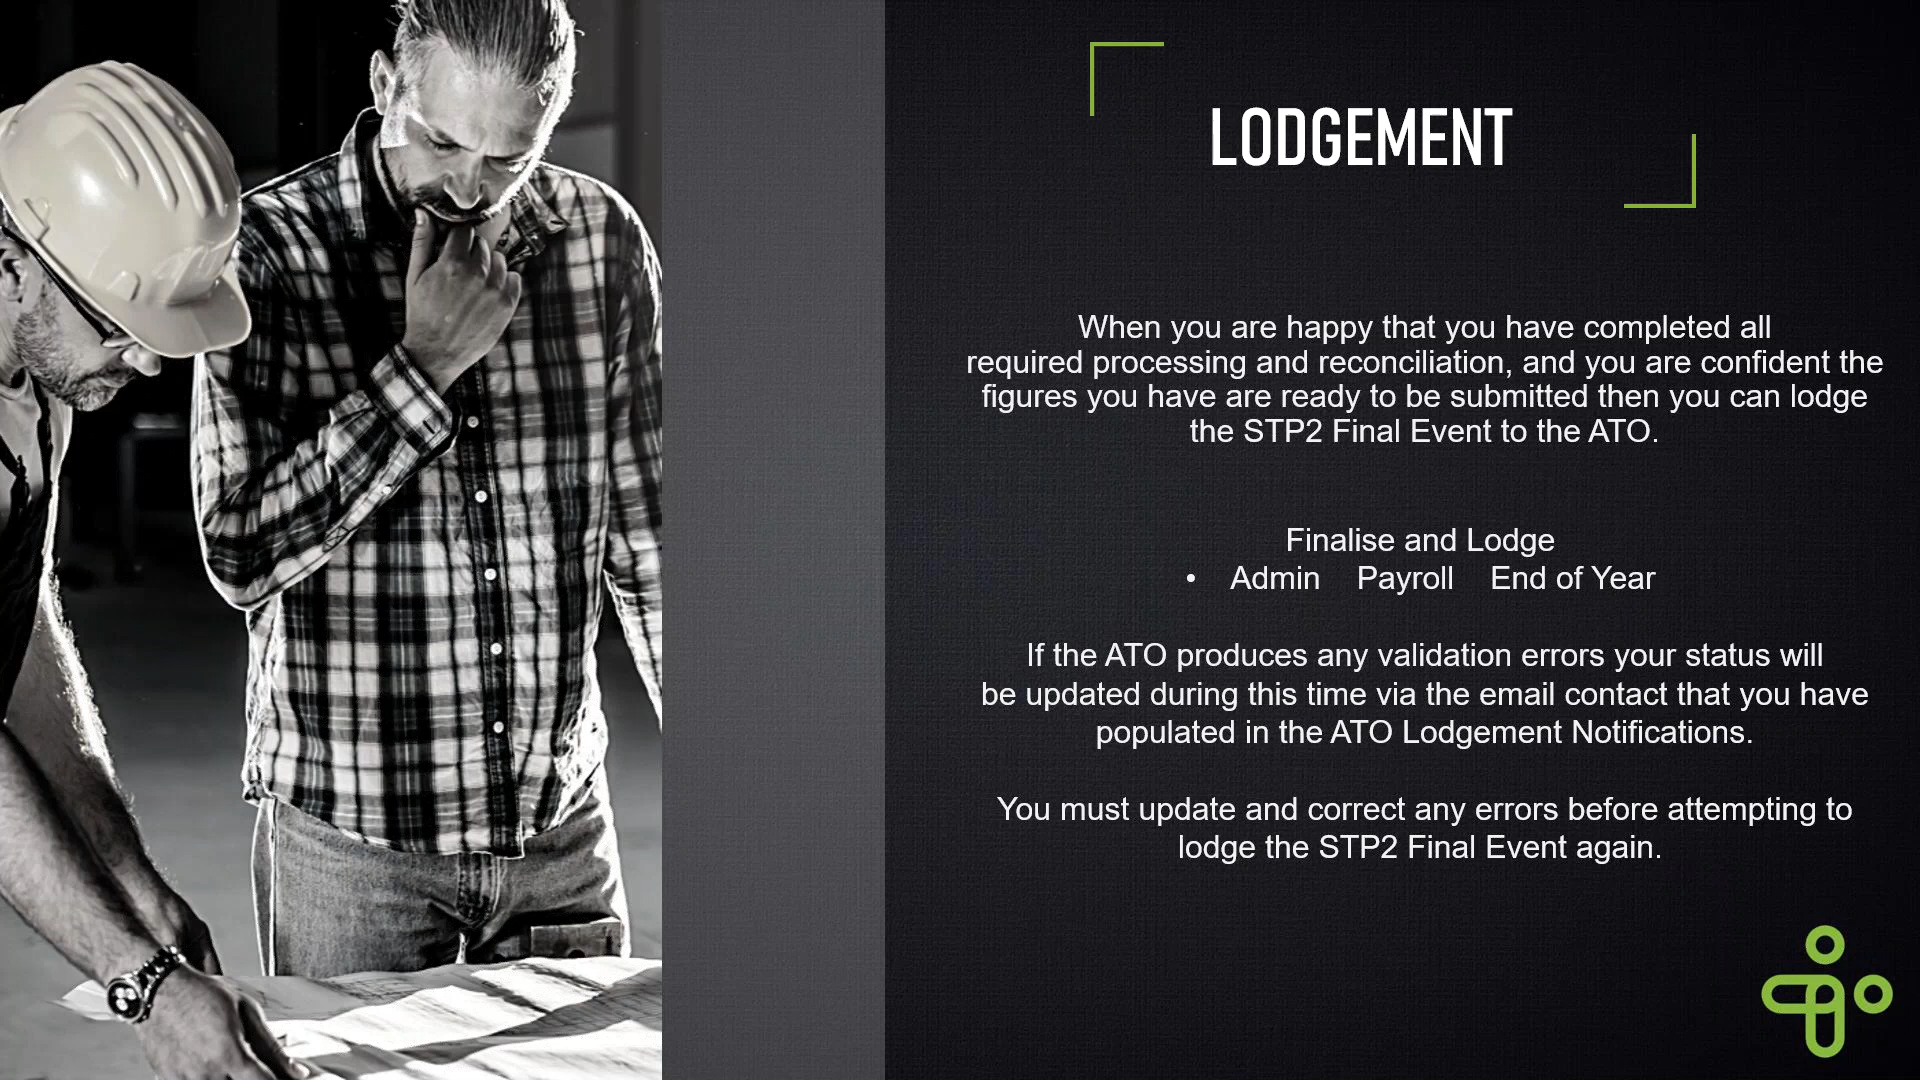 LODGEMENT
When you are happy that you have completed all
required processing and reconciliation, and you are confident the
figures you have are ready to be submitted then you can lodge
the STP2 Final Event to the ATO.
Finalise and Lodge
• Admin Payroll End of Year
If the ATO produces any validation errors your status will
be updated during this time via the email contact that you have
populated in the ATO Lodgement Notifications.
You must update and correct any errors before attempting to
lodge the STP2 Final Event again.